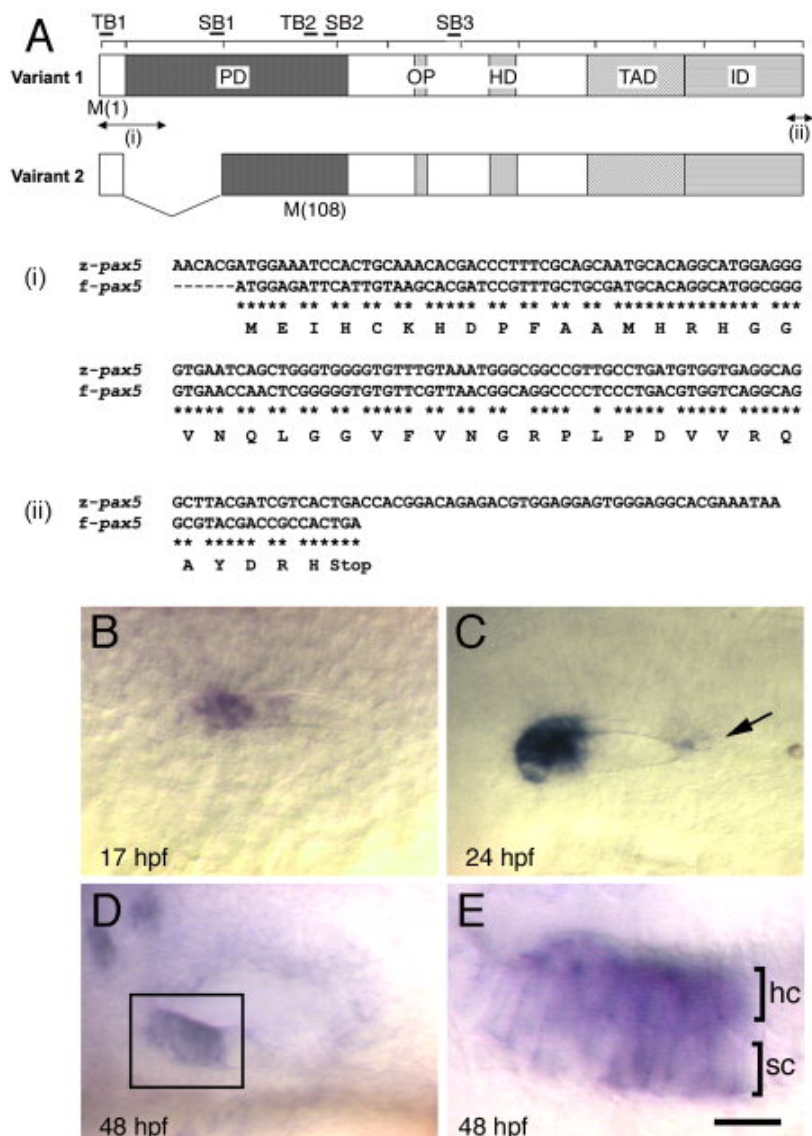 A
TB1 SB1 TB2 SB2 SB3
Variant 1 PD OP HD TAD ID
M(1)
(i) (ii)
Vairant 2
M(108)
(i) z-pax5 AACACGATGGAAATCCACTGCAAACACGACCCTTTCGCAGCAATGCACAGGCATGGAGGG
f-pax5 ------ATGGAGATTCATTGTAAGCACGATCCGTTTGCTGCGATGCACAGGCATGGCGGG
***** ** ** ** ** ** ***** ** ** ** ** ************** ***
M E I H C K H D P F A A M H R H G G
z-pax5 GTGAATCAGCTGGGTGGGGTGTTTGTAAATGGGCGGCCGTTGCCTGATGTGGTGAGGCAG
f-pax5 GTGAACCAACTCGGGGGTGTGTTCGTTAACGGCAGGCCCCTCCCTGACGTGGTCAGGCAG
***** ** ** ** ** ***** ** ** ** **** * ***** ***** ******
V N Q L G G V F V N G R P L P D V V R Q
(ii) z-pax5 GCTTACGATCGTCACTGACCACGGACAGAGACGTGGAGGAGTGGGAGGCACGAAATAA
f-pax5 GCGTACGACCGCCACTGA
** ***** ** ******
A Y D R H Stop
B
17 hpf
C
24 hpf
D
48 hpf
E
hc
sc
48 hpf